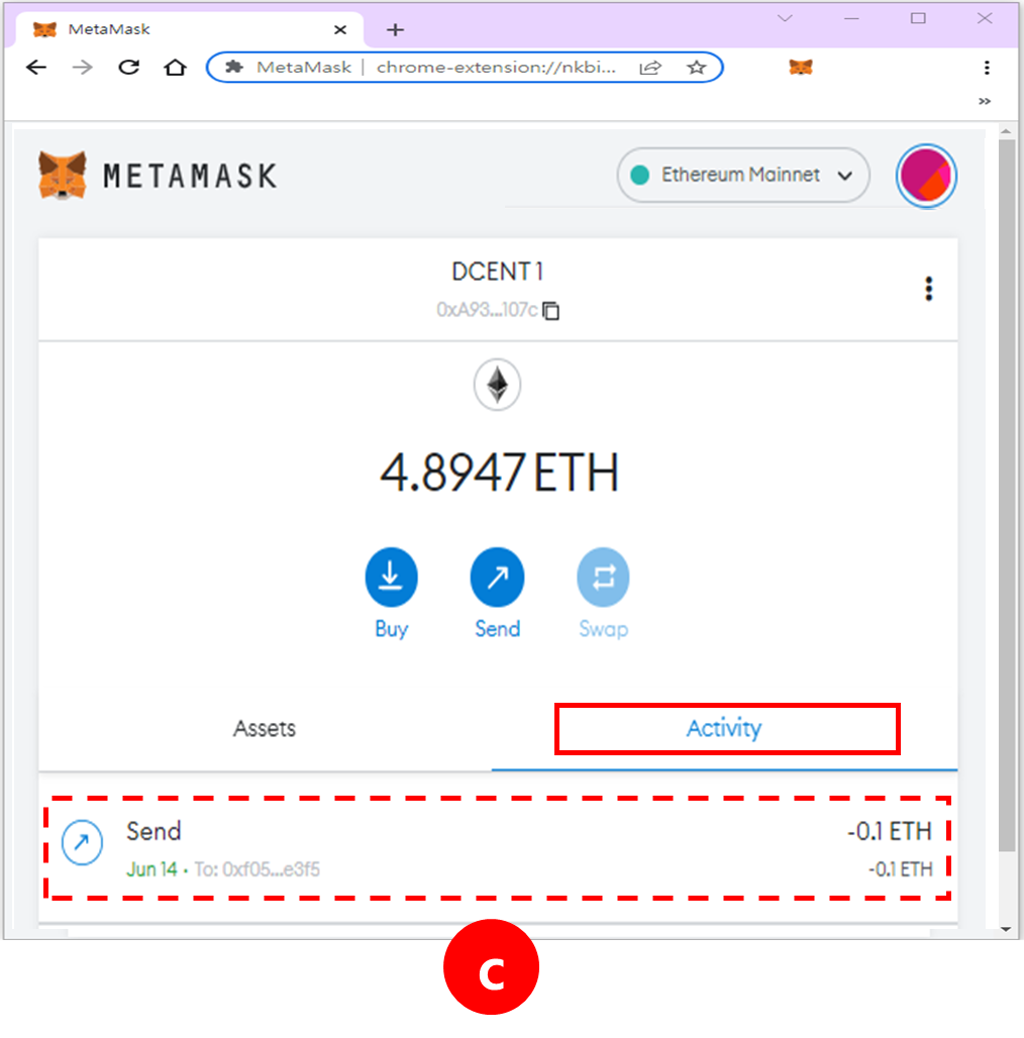 MetaMask
MetaMask | chrome-extension://nkbi...
METAMASK
Ethereum Mainnet
DCENT 1
0xA93...107c
4.8947 ETH
Buy Send Swap
Assets Activity
Send -0.1 ETH
Jun 14 · To: 0xf05...e3f5 -0.1 ETH
c